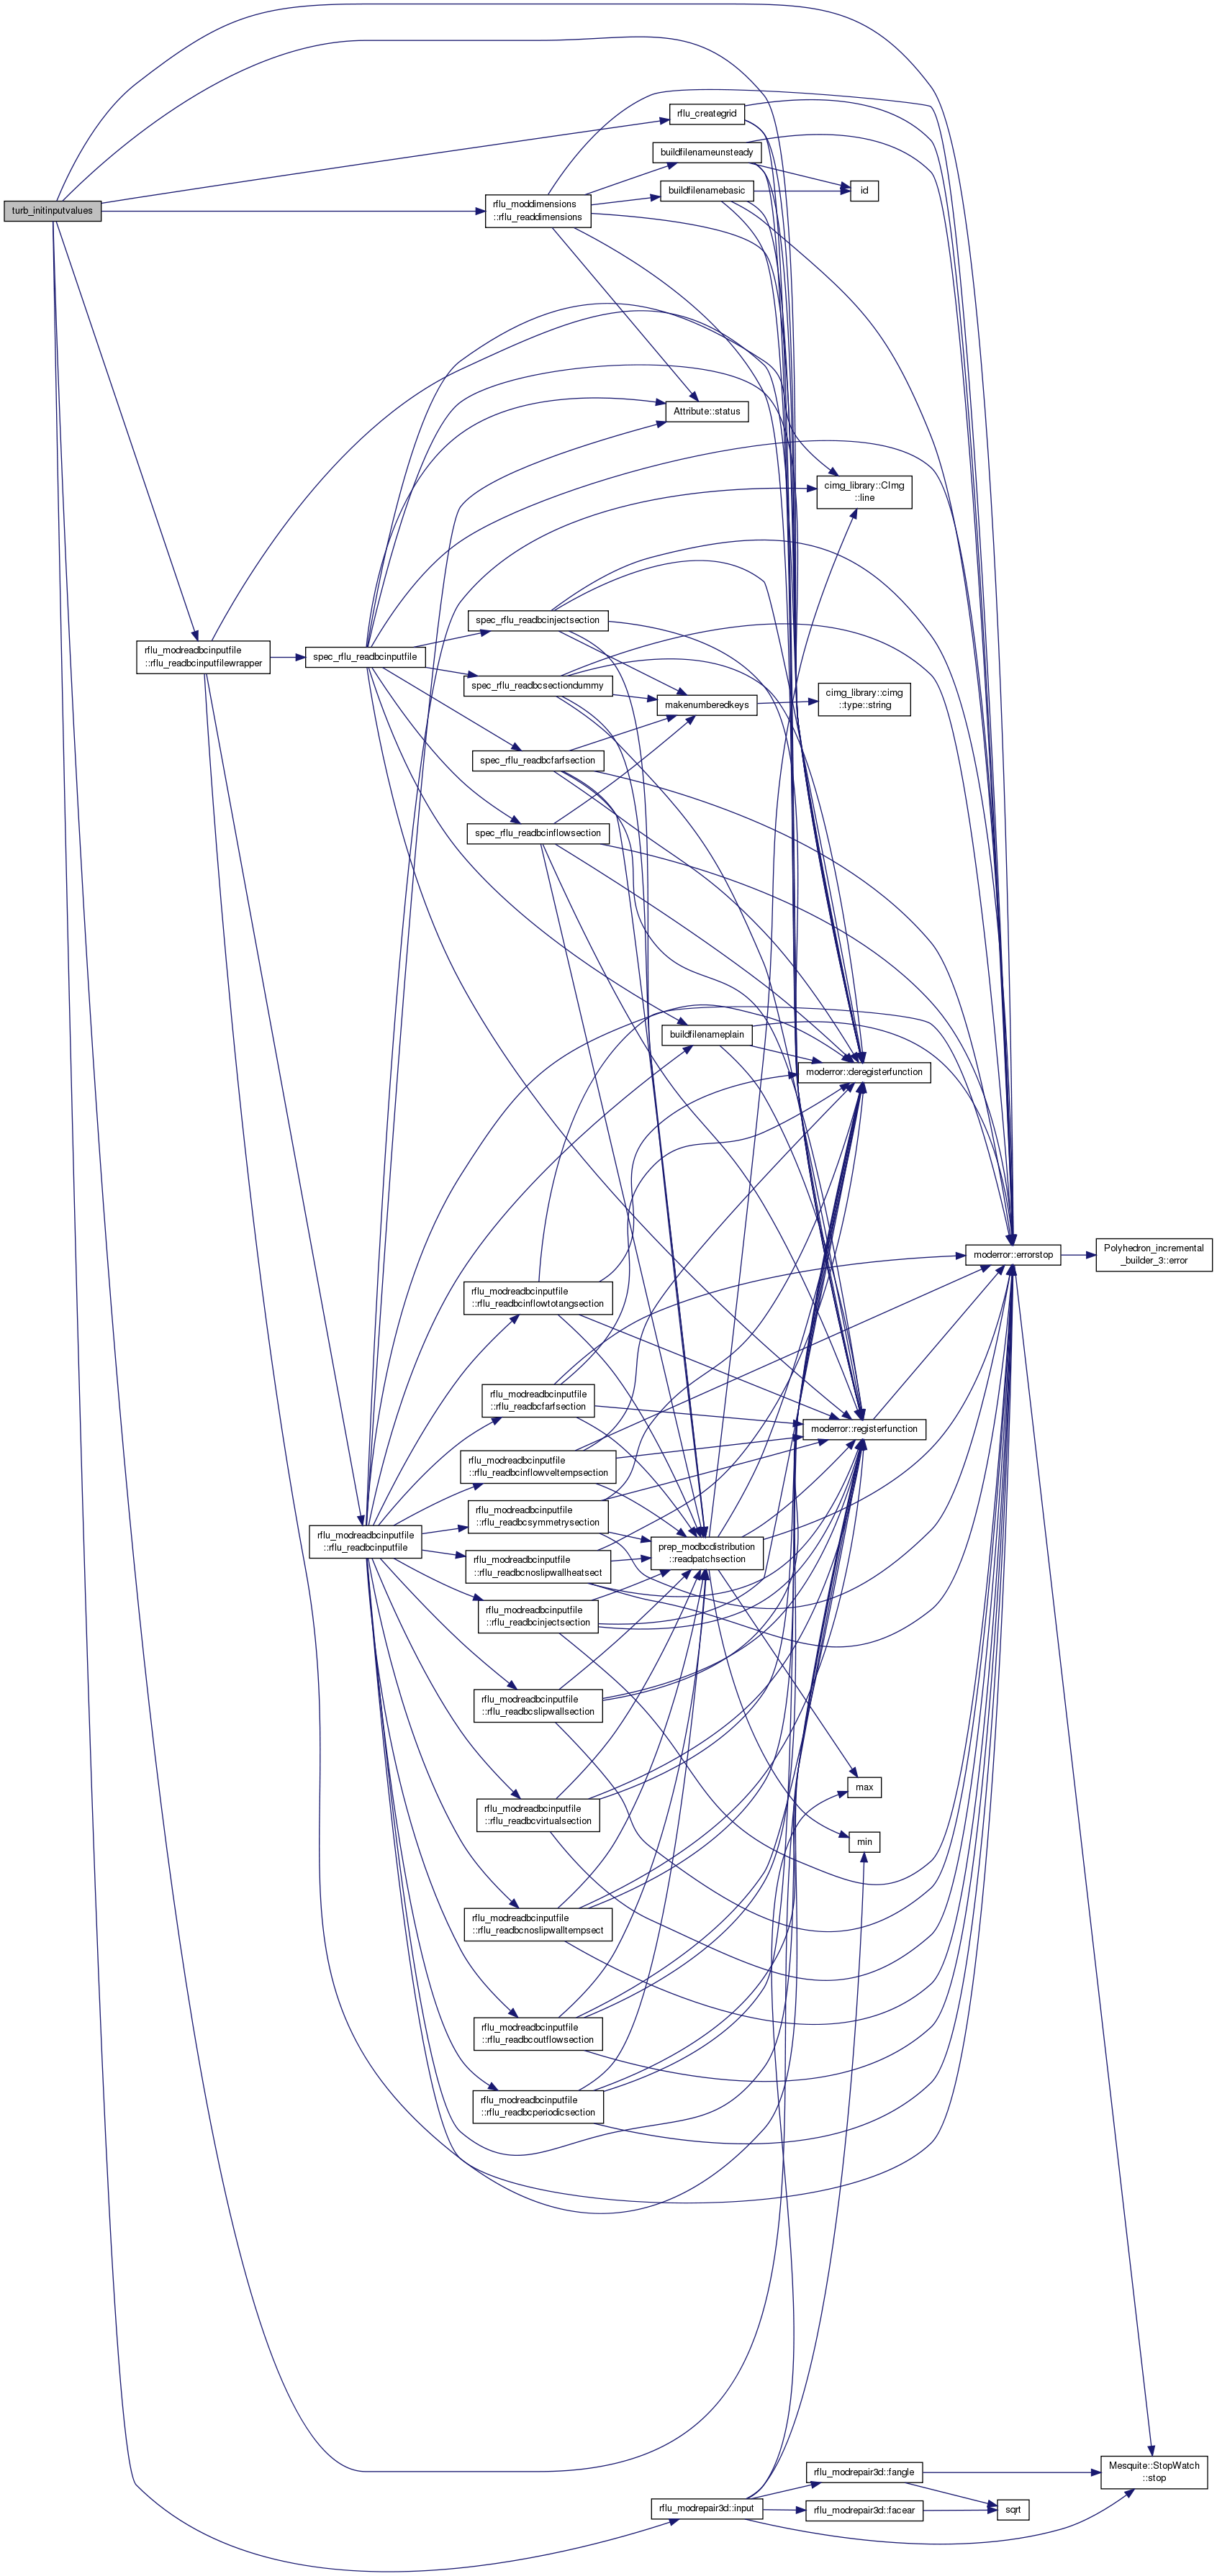 rflu_creategrid
buildfilenameunsteady
buildfilenamebasic
id
turb_initinputvalues
rflu_moddimensions
::rflu_readdimensions
Attribute::status
cimg_library::CImg
::line
spec_rflu_readbcinjectsection
rflu_modreadbcinputfile
::rflu_readbcinputfilewrapper
spec_rflu_readbcinputfile
spec_rflu_readbcsectiondummy
makenumberedkeys
cimg_library::cimg
::type::string
spec_rflu_readbcfarfsection
spec_rflu_readbcinflowsection
buildfilenameplain
moderror::deregisterfunction
moderror::errorstop
Polyhedron_incremental
_builder_3::error
rflu_modreadbcinputfile
::rflu_readbcinflowtotangsection
rflu_modreadbcinputfile
::rflu_readbcfarfsection
moderror::registerfunction
rflu_modreadbcinputfile
::rflu_readbcinflowveltempsection
rflu_modreadbcinputfile
::rflu_readbcsymmetrysection
rflu_modreadbcinputfile
::rflu_readbcinputfile
prep_modbcdistribution
::readpatchsection
rflu_modreadbcinputfile
::rflu_readbcnoslipwallheatsect
rflu_modreadbcinputfile
::rflu_readbcinjectsection
rflu_modreadbcinputfile
::rflu_readbcslipwallsection
max
rflu_modreadbcinputfile
::rflu_readbcvirtualsection
min
rflu_modreadbcinputfile
::rflu_readbcnoslipwalltempsect
rflu_modreadbcinputfile
::rflu_readbcoutflowsection
rflu_modreadbcinputfile
::rflu_readbcperiodicsection
rflu_modrepair3d::fangle
Mesquite::StopWatch
::stop
rflu_modrepair3d::input
rflu_modrepair3d::facear
sqrt